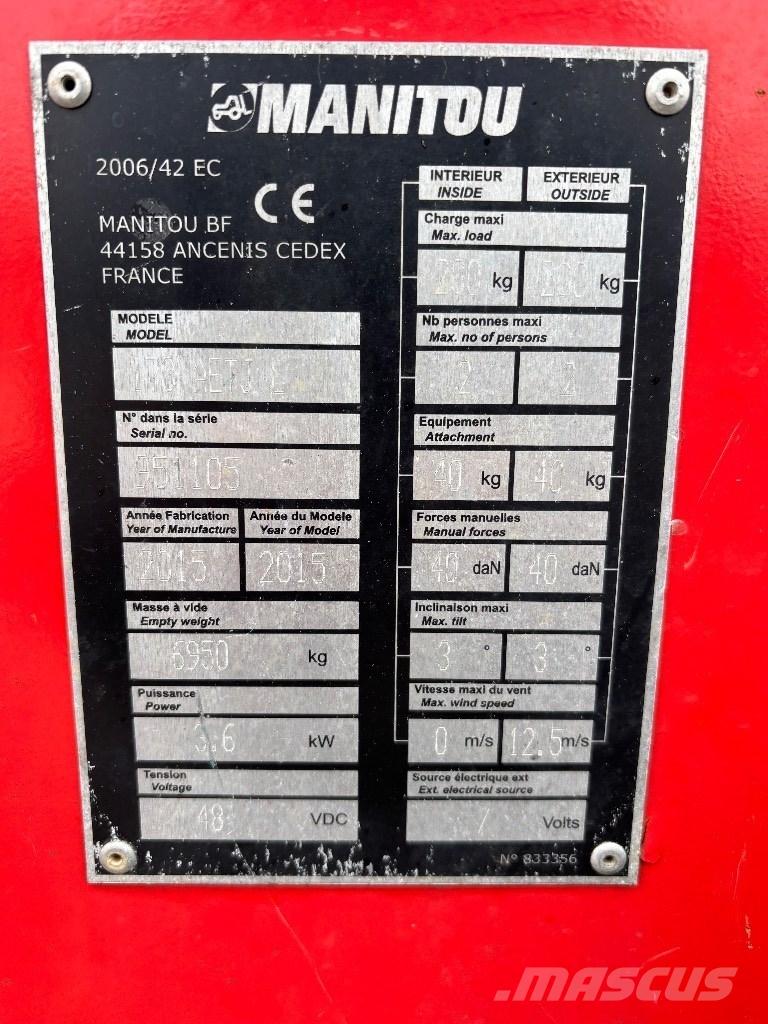 MANITOU
2006/42 EC
CE
MANITOU BF
44158 ANCENIS CEDEX
FRANCE
MODELE
MODEL
N° dans la série
Serial no.
951105
Année Fabrication
Year of Manufacture
2015
Année du Modele
Year of Model
2015
Masse à vide
Empty weight
6950 kg
Puissance
Power
kW
Tension
Voltage
48 VDC
INTERIEUR
INSIDE
EXTERIEUR
OUTSIDE
Charge maxi
Max. load
kg
kg
Nb personnes maxi
Max. no of persons
2
2
Equipement
Attachment
40 kg
40 kg
Forces manuelles
Manual forces
40 daN
40 daN
Inclinaison maxi
Max. tilt
3 °
3 °
Vitesse maxi du vent
Max. wind speed
0 m/s
12.5 m/s
Source électrique ext
Ext. electrical source
/ Volts
N° 833356
MASCUS